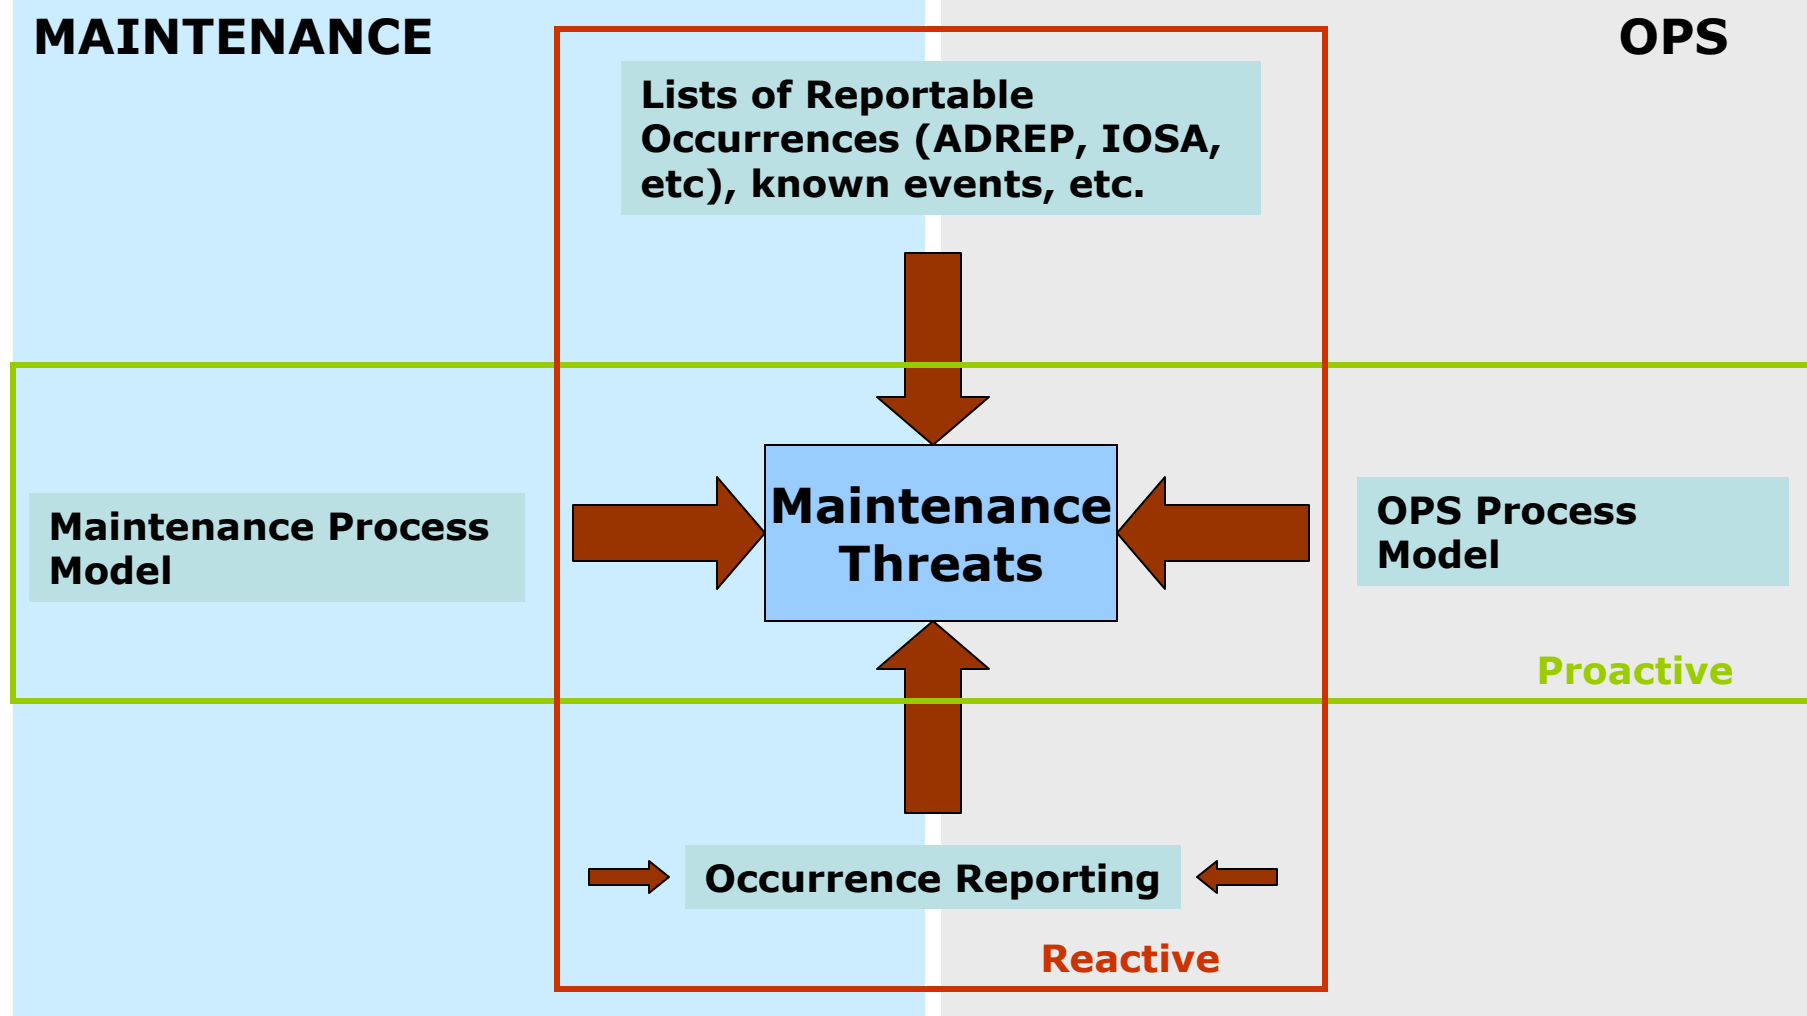 MAINTENANCE
OPS
Lists of Reportable
Occurrences (ADREP, IOSA,
etc), known events, etc.
Maintenance Process
Model
Maintenance
Threats
OPS Process
Model
Proactive
Occurrence Reporting
Reactive